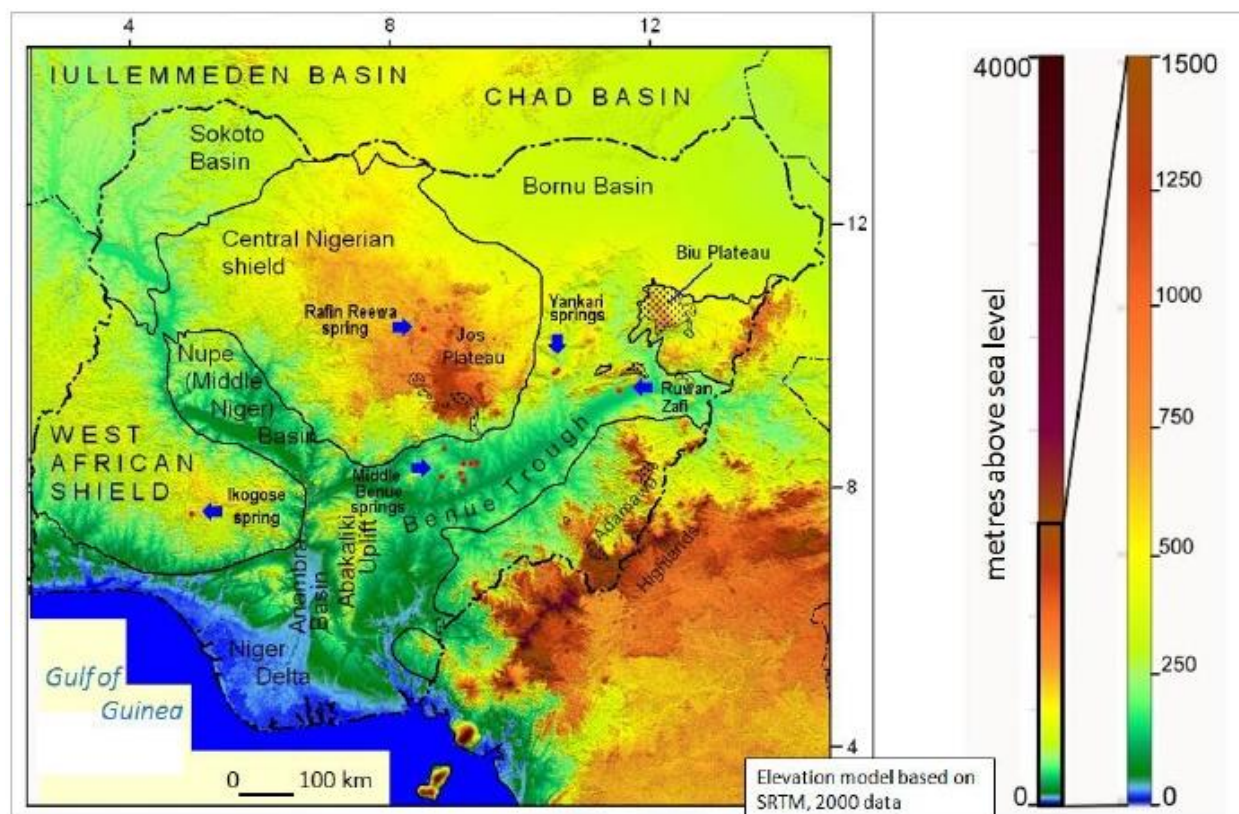 4 8 12
IULLEMMEDEN BASIN
CHAD BASIN
Sokoto
Basin
Bornu Basin
12
Central Nigerian
shield
Biu Plateau
Rafin Reewa
spring
Yankari
springs
Jos
Plateau
Nupe
(Middle
Niger)
Basin
Ruwan
Zafi
WEST
AFRICAN
SHIELD
Middle
Benue
springs
Benue Trough
8
Ikogose
spring
Adamawa
Highlands
Anambra
Basin
Abakaliki
Uplift
Niger
Delta
Gulf of
Guinea
4
0 100 km
Elevation model based on
SRTM, 2000 data
metres above sea level
4000
0
1500
1250
1000
750
500
250
0